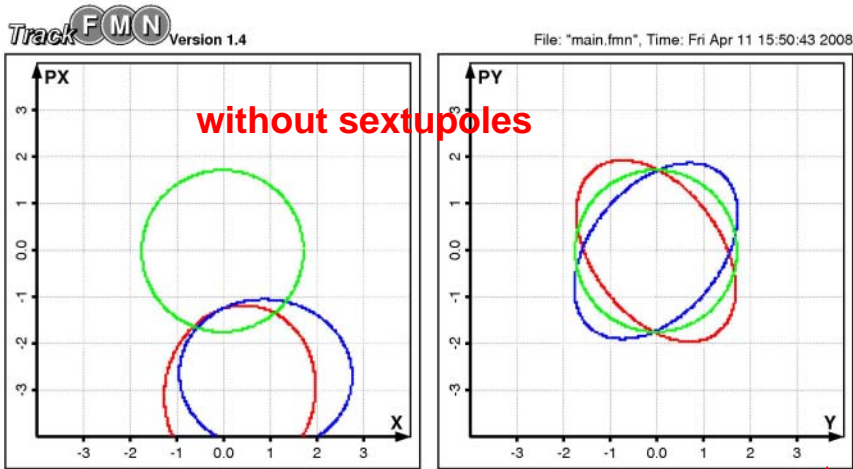 Track FMN Version 1.4
File: "main.fmn", Time: Fri Apr 11 15:50:43 2008
PX
without sextupoles
3
2
1
0.0
-1
-2
-3
X
-3 -2 -1 0.0 1 2 3
PY
3
2
1
0.0
-1
-2
-3
Y
-3 -2 -1 0.0 1 2 3